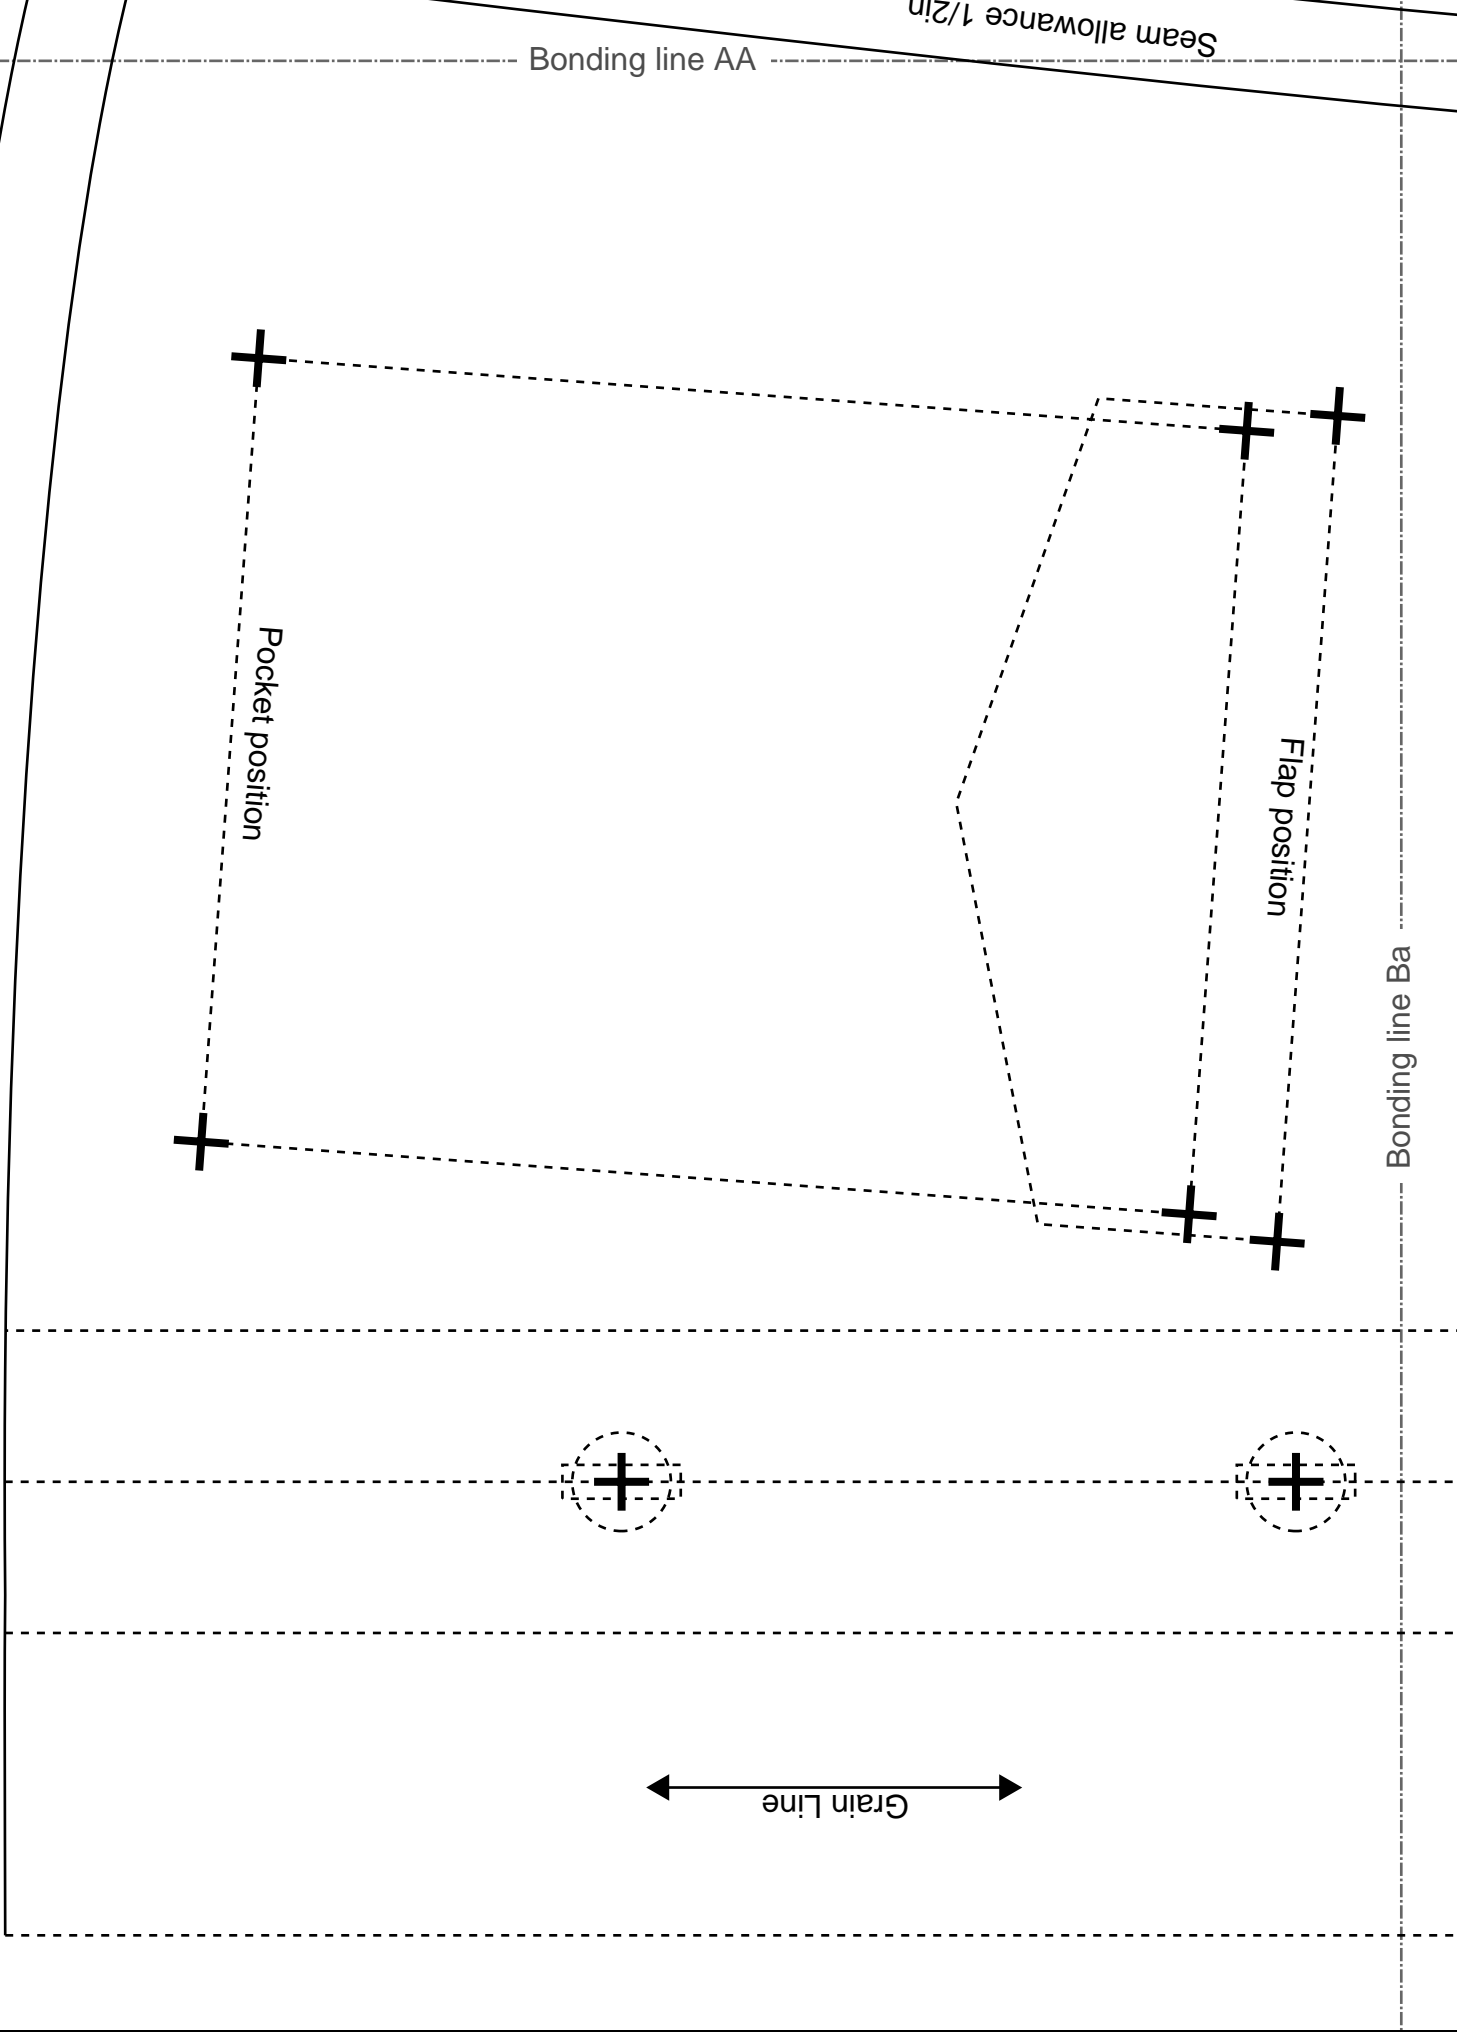 Seam allowance 1/2in
Bonding line AA
Pocket position
Flap position
Bonding line Ba
Grain Line